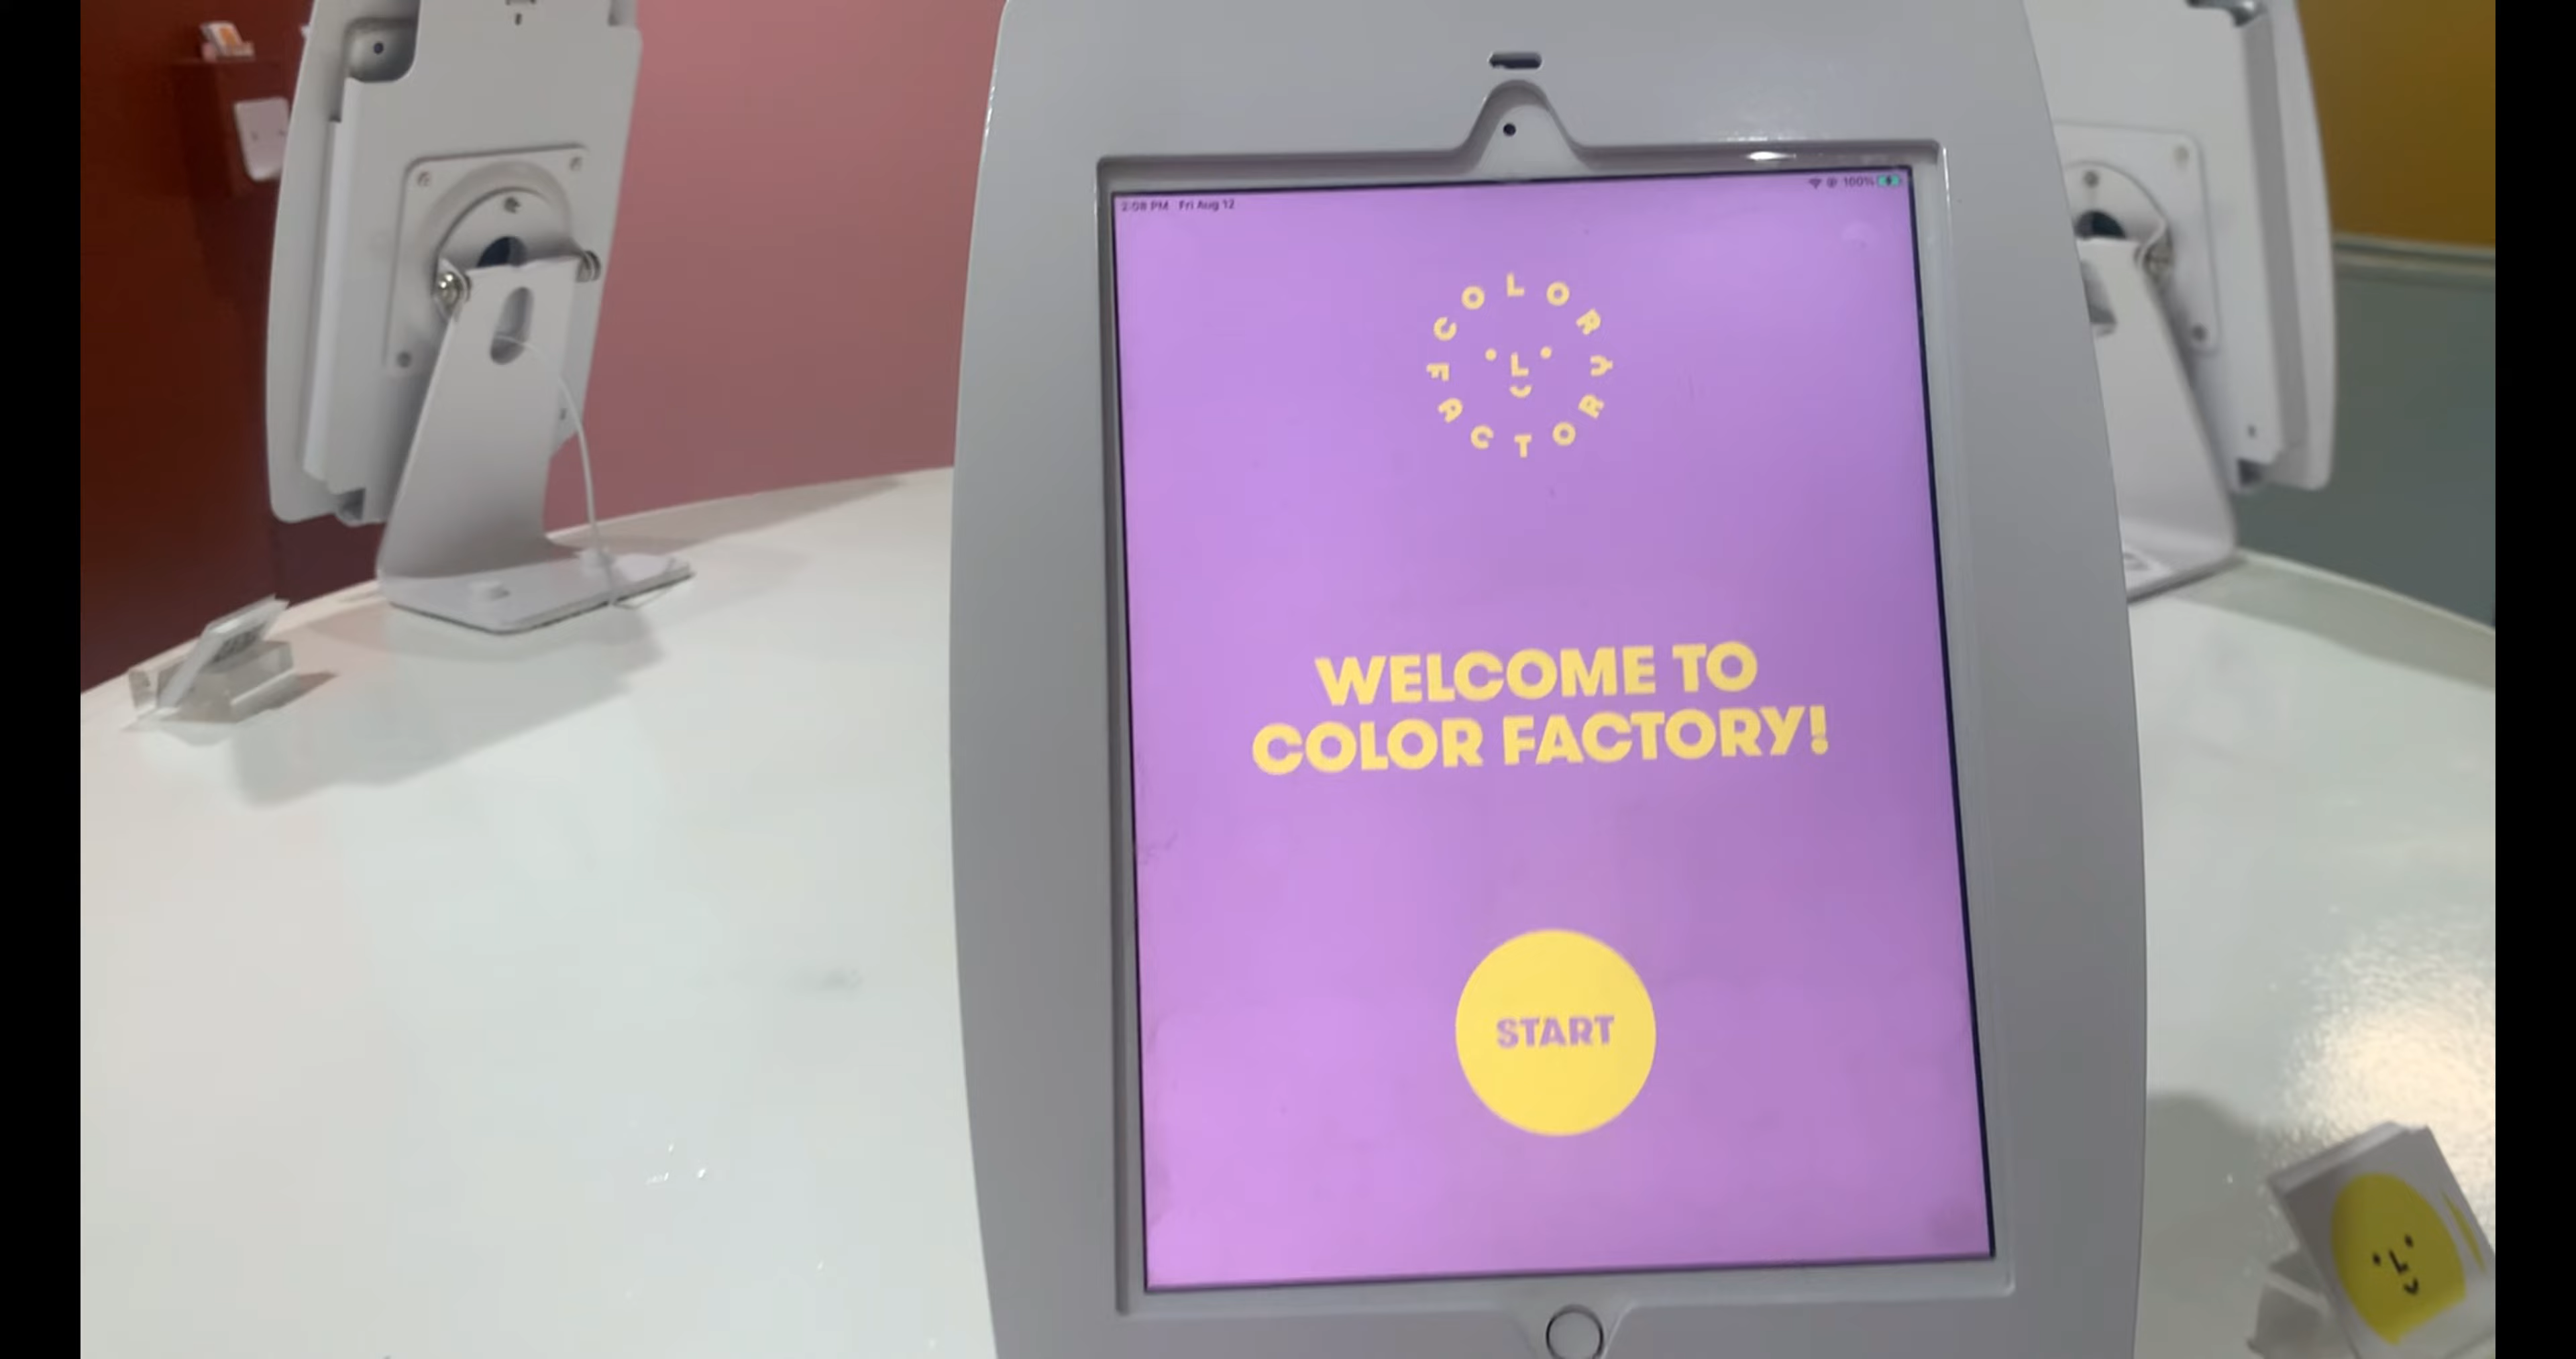 2:08 PM Fri Aug 12
100%
COLOR
FACTORY
WELCOME TO
COLOR FACTORY!
START